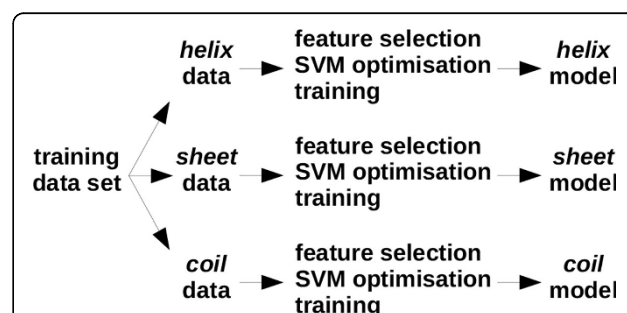 helix
data
feature selection
SVM optimisation
training
helix
model
training
data set
sheet
data
feature selection
SVM optimisation
training
sheet
model
coil
data
feature selection
SVM optimisation
training
coil
model